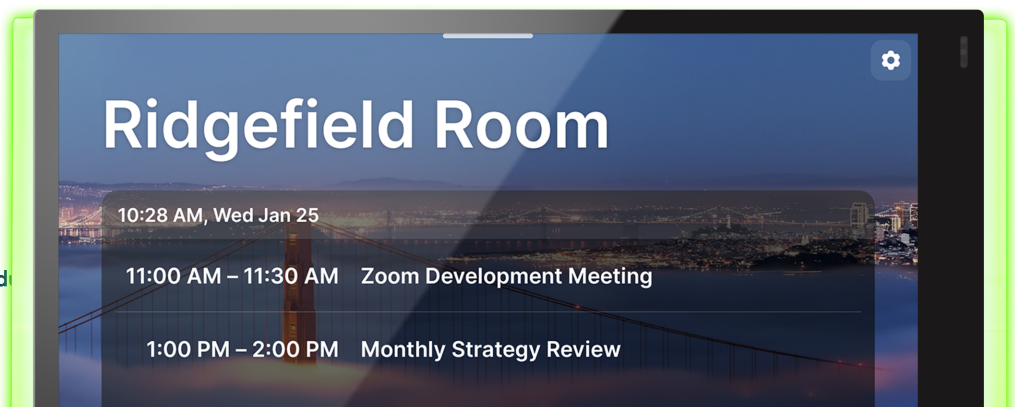 Ridgefield Room
10:28 AM, Wed Jan 25
11:00 AM – 11:30 AM Zoom Development Meeting
1:00 PM – 2:00 PM Monthly Strategy Review